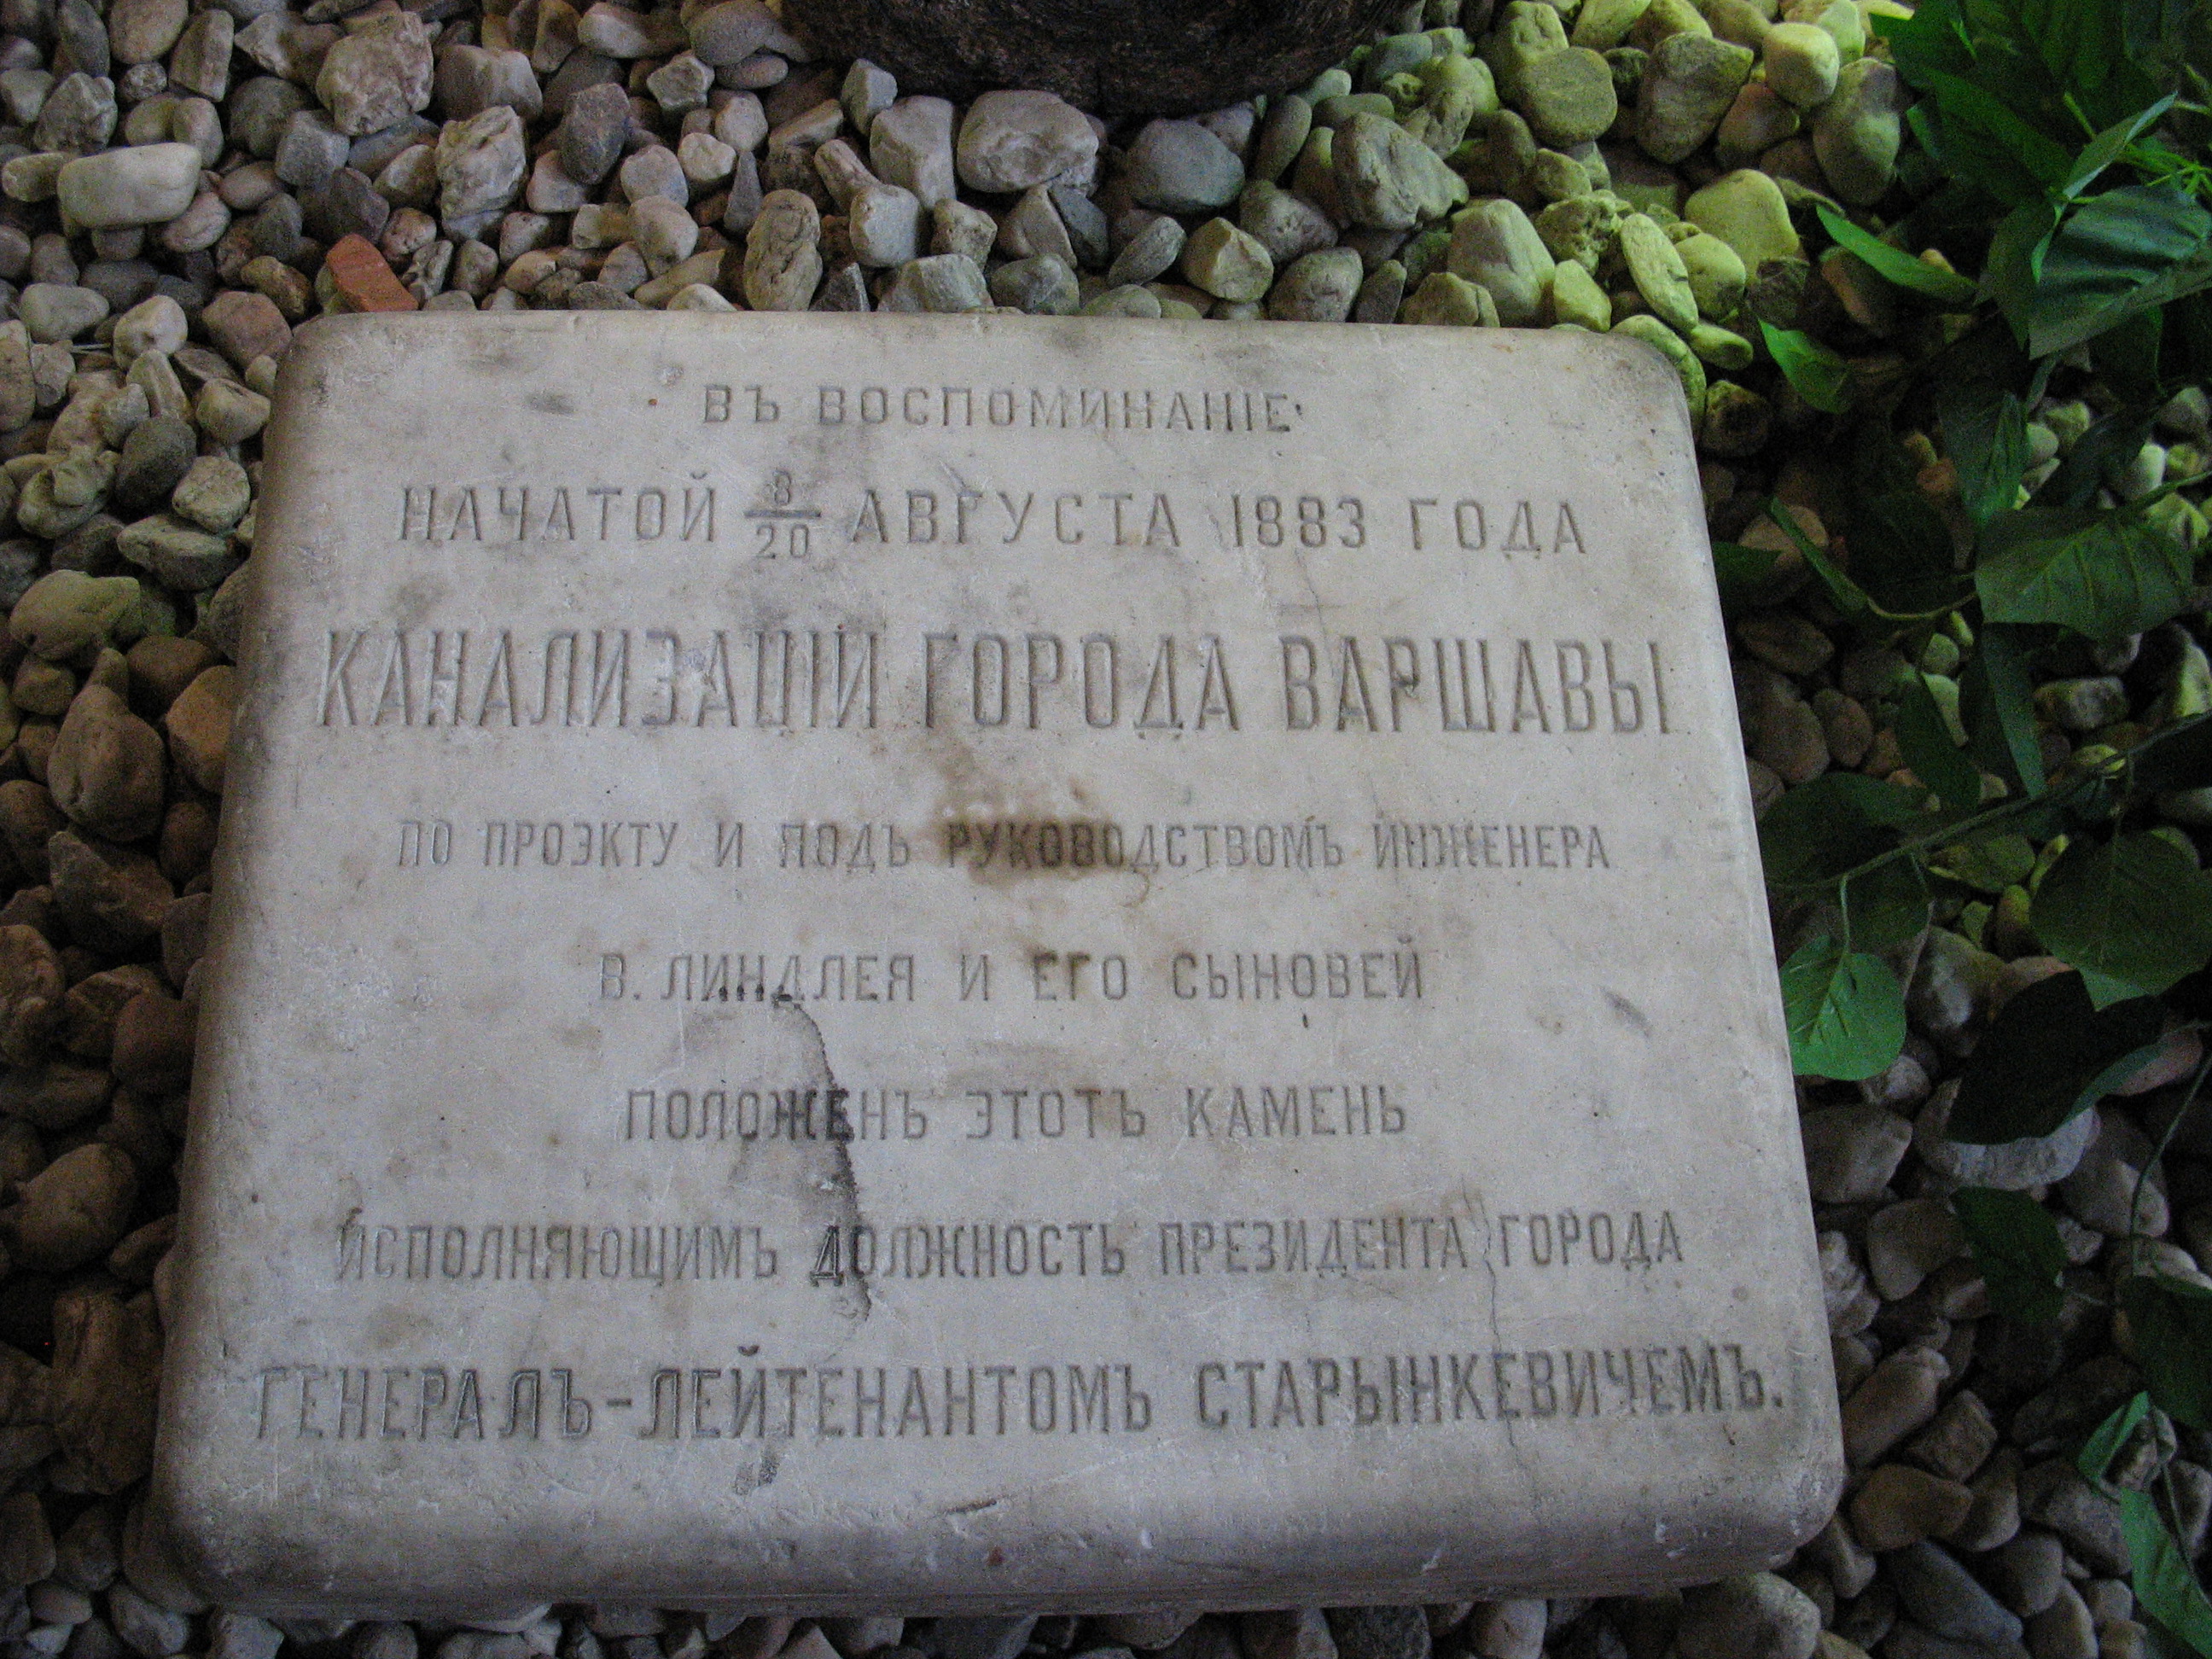 ВЪ ВОСПОМИНАНІЕ
НАЧАТОЙ 8/20 АВГУСТА 1883 ГОДА
КАНАЛИЗАЦІИ ГОРОДА ВАРШАВЫ
ПО ПРОЭКТУ И ПОДЪ РУКОВОДСТВОМЪ ИНЖЕНЕРА
В. ЛИНДЛЕЯ И ЕГО СЫНОВЕЙ
ПОЛОЖЕНЪ ЭТОТЪ КАМЕНЬ
ИСПОЛНЯЮЩИМЪ ДОЛЖНОСТЬ ПРЕЗИДЕНТА ГОРОДА
ГЕНЕРАЛЪ-ЛЕЙТЕНАНТОМЪ СТАРЫНКЕВИЧЕМЪ.